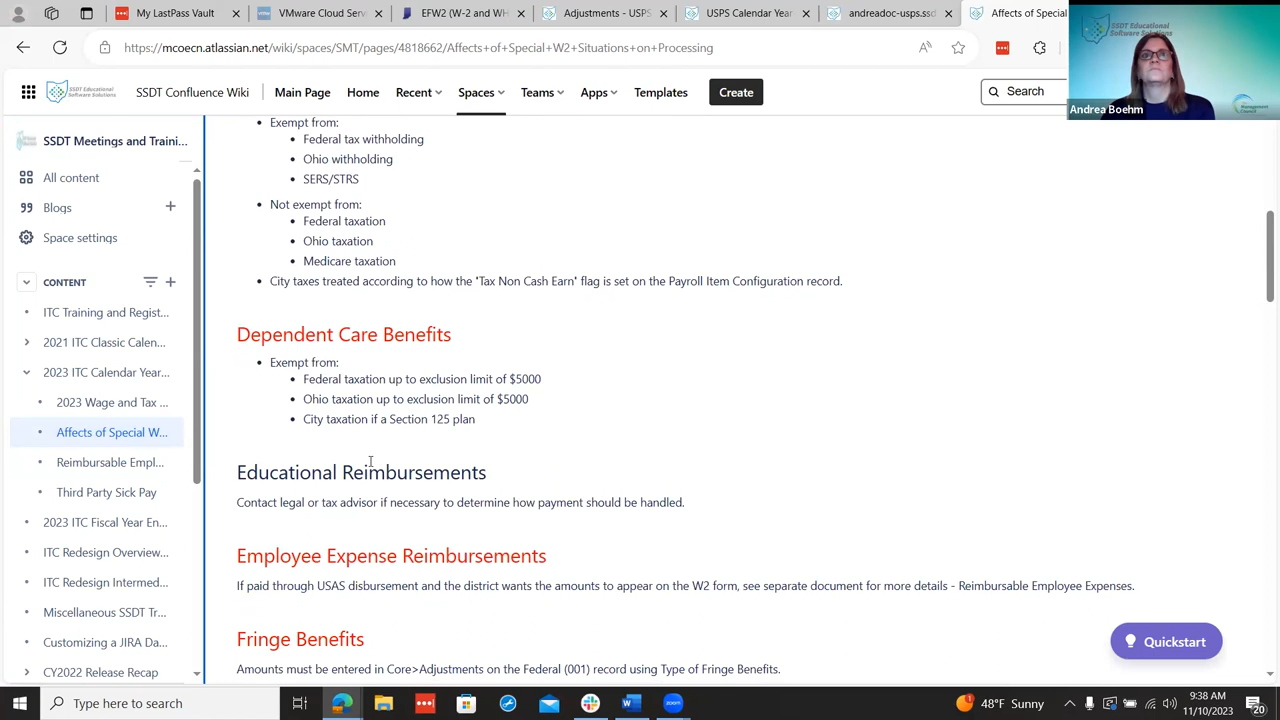 My LastPass Vault
VMware Cloud Serv
EFW2 W-2 and WH
Adjustments - USPS
USPS Calendar Year
andreadoc-usps.ssd
Affects of Special
https://mcoecn.atlassian.net/wiki/spaces/SMT/pages/4818062/Affects+of+Special+W2+Situations+on+Processing
SSDT Educational Software Solutions
Andrea Boehm
SSDT Confluence Wiki Main Page Home Recent Spaces Teams Apps Templates Create Search
SSDT Meetings and Traini...
All content
Blogs
Space settings
CONTENT
ITC Training and Regist...
2021 ITC Classic Calen...
2023 ITC Calendar Year...
2023 Wage and Tax ...
Affects of Special W...
Reimbursable Empl...
Third Party Sick Pay
2023 ITC Fiscal Year En...
ITC Redesign Overview...
ITC Redesign Intermed...
Miscellaneous SSDT Tr...
Customizing a JIRA Da...
CY2022 Release Recap
Exempt from:
Federal tax withholding
Ohio withholding
SERS/STRS
Not exempt from:
Federal taxation
Ohio taxation
Medicare taxation
City taxes treated according to how the 'Tax Non Cash Earn' flag is set on the Payroll Item Configuration record.
Dependent Care Benefits
Exempt from:
Federal taxation up to exclusion limit of $5000
Ohio taxation up to exclusion limit of $5000
City taxation if a Section 125 plan
Educational Reimbursements
Contact legal or tax advisor if necessary to determine how payment should be handled.
Employee Expense Reimbursements
If paid through USAS disbursement and the district wants the amounts to appear on the W2 form, see separate document for more details - Reimbursable Employee Expenses.
Fringe Benefits
Amounts must be entered in Core>Adjustments on the Federal (001) record using Type of Fringe Benefits.
Quickstart
Type here to search
1
48°F Sunny
9:38 AM
11/10/2023
20